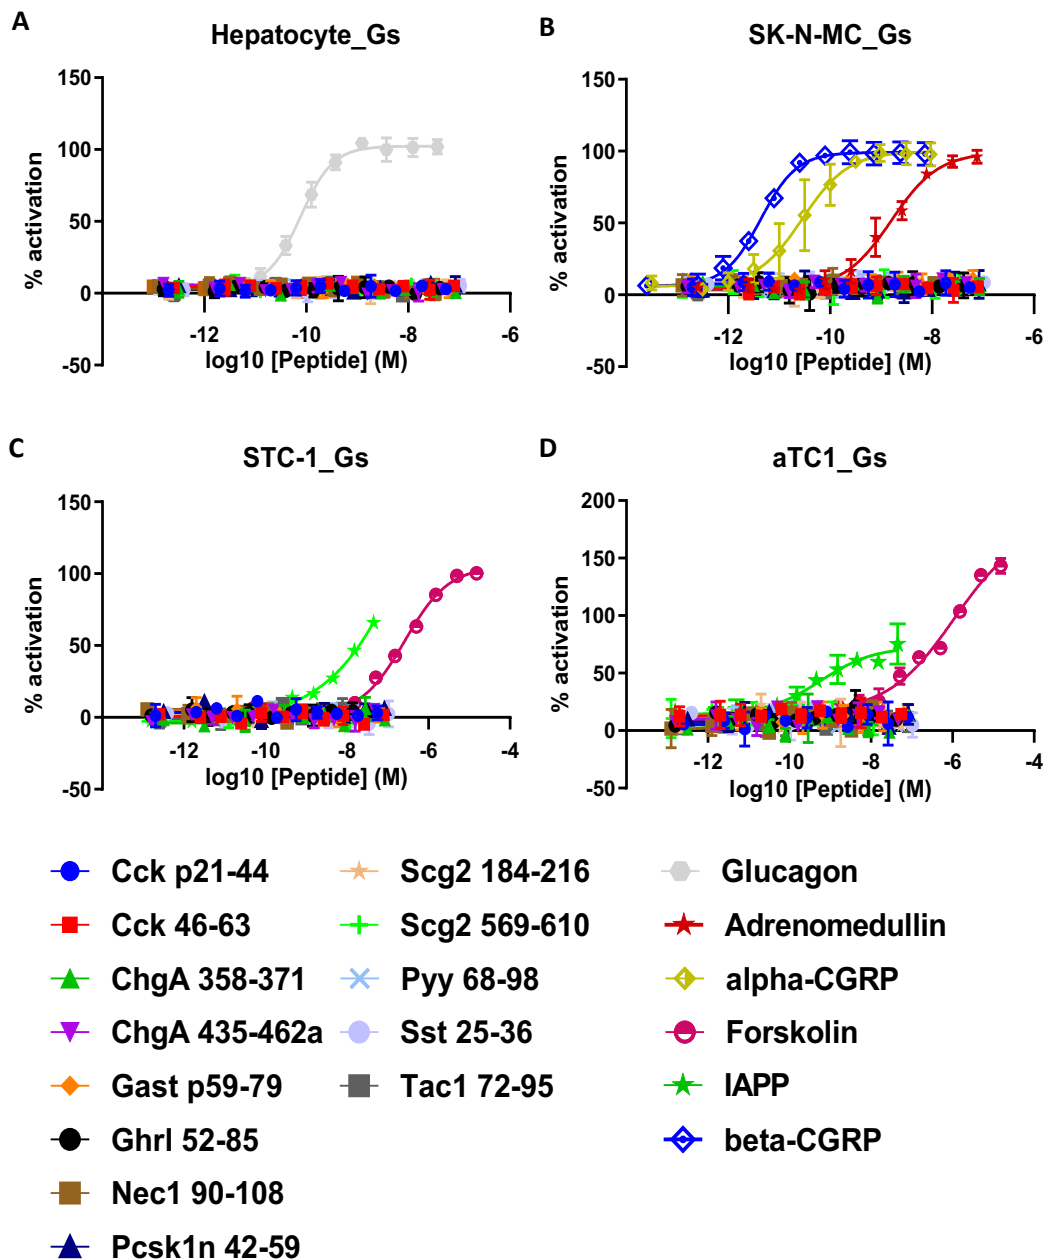 A
Hepatocyte_Gs
150
100
50
0
-50
% activation
-12
-10
-8
-6
log10 [Peptide] (M)
B
SK-N-MC_Gs
150
100
50
0
-50
% activation
-12
-10
-8
-6
log10 [Peptide] (M)
C
STC-1_Gs
150
100
50
0
-50
% activation
-12
-10
-8
-6
-4
log10 [Peptide] (M)
D
aTC1_Gs
200
150
100
50
0
-50
% activation
-12
-10
-8
-6
-4
log10 [Peptide] (M)
Cck p21-44
Cck 46-63
ChgA 358-371
ChgA 435-462a
Gast p59-79
Ghrl 52-85
Nec1 90-108
Pcsk1n 42-59
Scg2 184-216
Scg2 569-610
Pyy 68-98
Sst 25-36
Tac1 72-95
Glucagon
Adrenomedullin
alpha-CGRP
Forskolin
IAPP
beta-CGRP